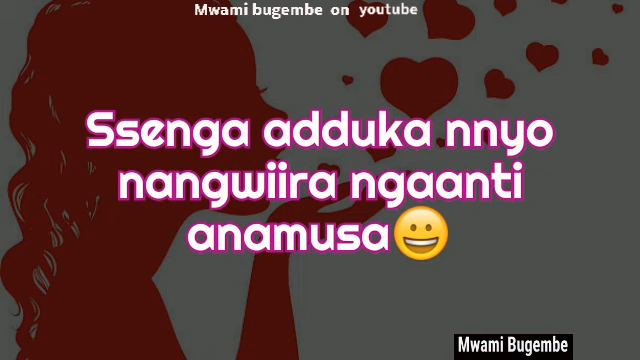 Mwami bugembe on youtube
Ssenga adduka nnyo
nangwiira ngaanti
anamusa😀
Mwami Bugembe